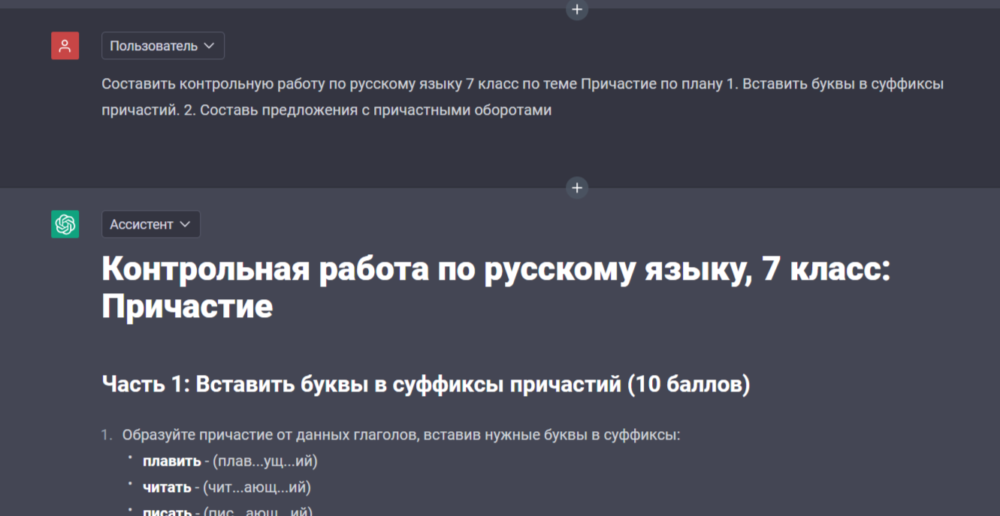 Пользователь
Составить контрольную работу по русскому языку 7 класс по теме Причастие по плану 1. Вставить буквы в суффиксы
причастий. 2. Составь предложения с причастными оборотами
Ассистент
Контрольная работа по русскому языку, 7 класс:
Причастие
Часть 1: Вставить буквы в суффиксы причастий (10 баллов)
1. Образуйте причастие от данных глаголов, вставив нужные буквы в суффиксы:
• плавить - (плав...ущ...ий)
• читать - (чит...ающ...ий)
• писать - (пис...ающ...ий)